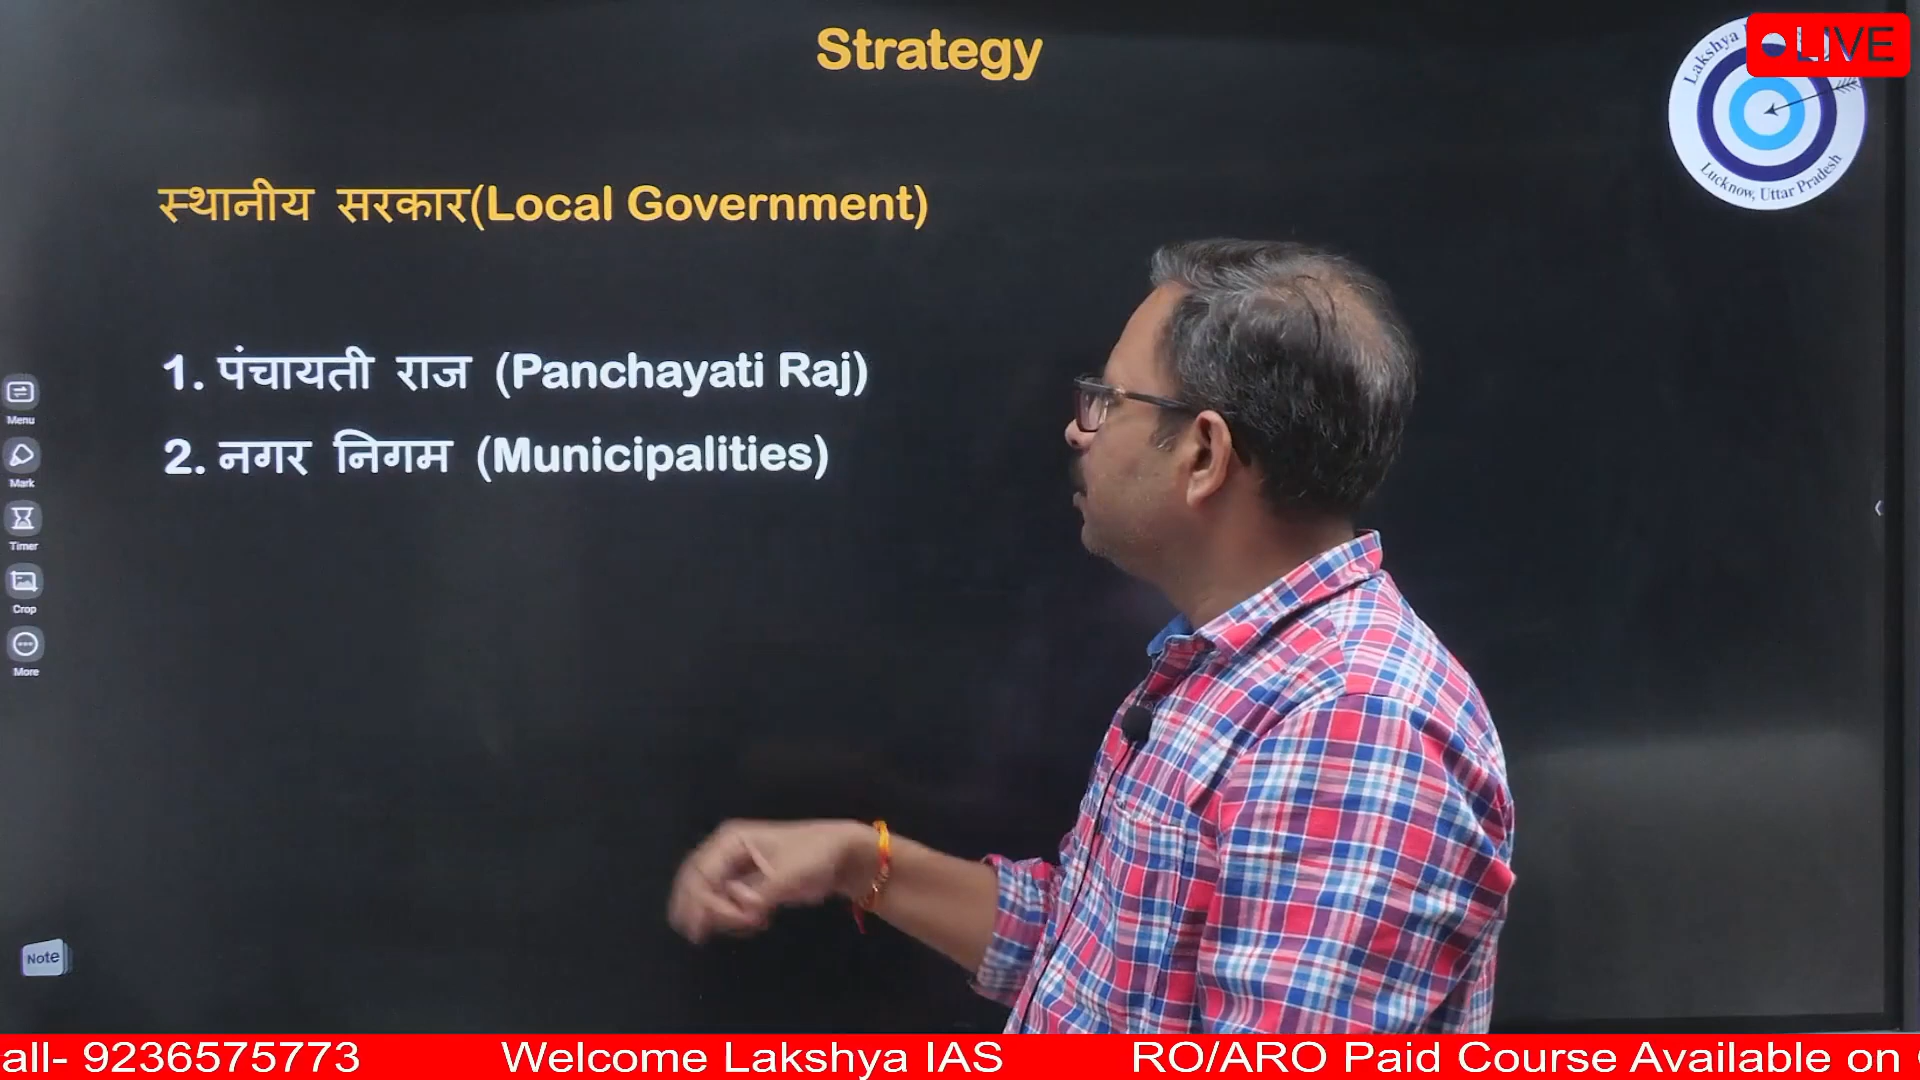 Strategy
LIVE
Lakshya
Lucknow, Uttar Pradesh
स्थानीय सरकार(Local Government)
1. पंचायती राज (Panchayati Raj)
2. नगर निगम (Municipalities)
Menu
Mark
Timer
Crop
More
Note
all- 9236575773 Welcome Lakshya IAS RO/ARO Paid Course Available on